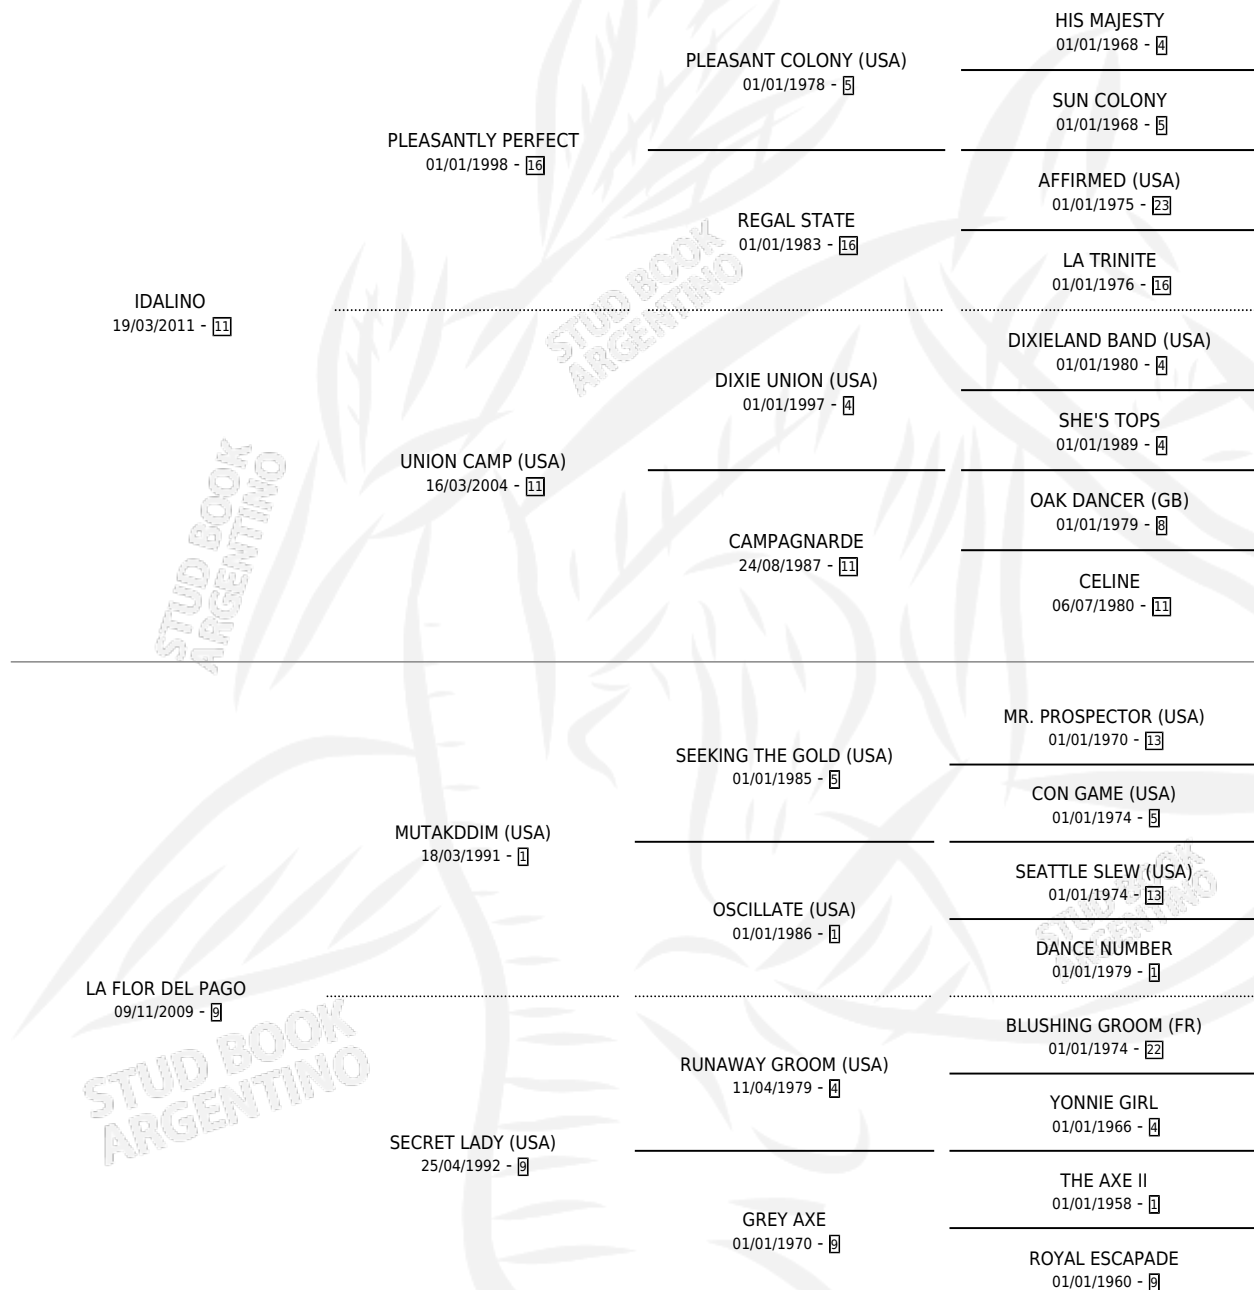 HIS MAJESTY
01/01/1968 - 4
PLEASANT COLONY (USA)
01/01/1978 - 5
SUN COLONY
01/01/1968 - 5
PLEASANTLY PERFECT
01/01/1998 - 16
AFFIRMED (USA)
01/01/1975 - 23
REGAL STATE
01/01/1983 - 16
LA TRINITE
01/01/1976 - 16
IDALINO
19/03/2011 - 11
DIXIELAND BAND (USA)
01/01/1980 - 4
DIXIE UNION (USA)
01/01/1997 - 4
SHE'S TOPS
01/01/1989 - 4
UNION CAMP (USA)
16/03/2004 - 11
OAK DANCER (GB)
01/01/1979 - 8
CAMPAGNARDE
24/08/1987 - 11
CELINE
06/07/1980 - 11
MR. PROSPECTOR (USA)
01/01/1970 - 13
SEEKING THE GOLD (USA)
01/01/1985 - 5
CON GAME (USA)
01/01/1974 - 5
MUTAKDDIM (USA)
18/03/1991 - 1
SEATTLE SLEW (USA)
01/01/1974 - 13
OSCILLATE (USA)
01/01/1986 - 1
DANCE NUMBER
01/01/1979 - 1
LA FLOR DEL PAGO
09/11/2009 - 9
BLUSHING GROOM (FR)
01/01/1974 - 22
RUNAWAY GROOM (USA)
11/04/1979 - 4
YONNIE GIRL
01/01/1966 - 4
SECRET LADY (USA)
25/04/1992 - 9
THE AXE II
01/01/1958 - 1
GREY AXE
01/01/1970 - 9
ROYAL ESCAPADE
01/01/1960 - 9
STUD BOOK
ARGENTINO
STUD BOOK
ARGENTINO
STUD BOOK
ARGENTINO
STUD BOOK
ARGENTINO